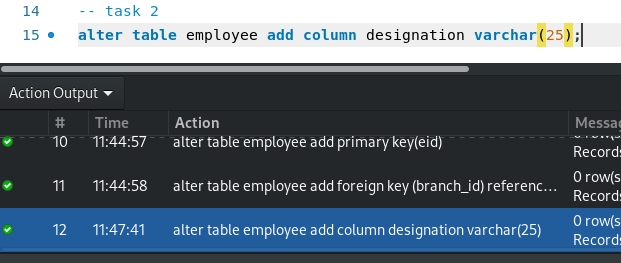 14 -- task 2
15 alter table employee add column designation varchar(25);
Action Output
# Time Action Messag
10 11:44:57 alter table employee add primary key(eid) 0 row(s
Records
11 11:44:58 alter table employee add foreign key (branch_id) referenc... 0 row(s
Records
12 11:47:41 alter table employee add column designation varchar(25) 0 row(s
Records